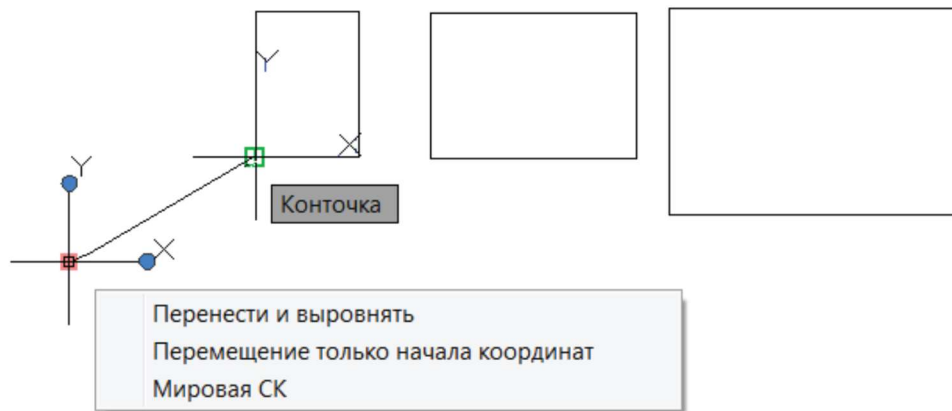 Y
X
Y
Конточка
X
Перенести и выровнять
Перемещение только начала координат
Мировая СК